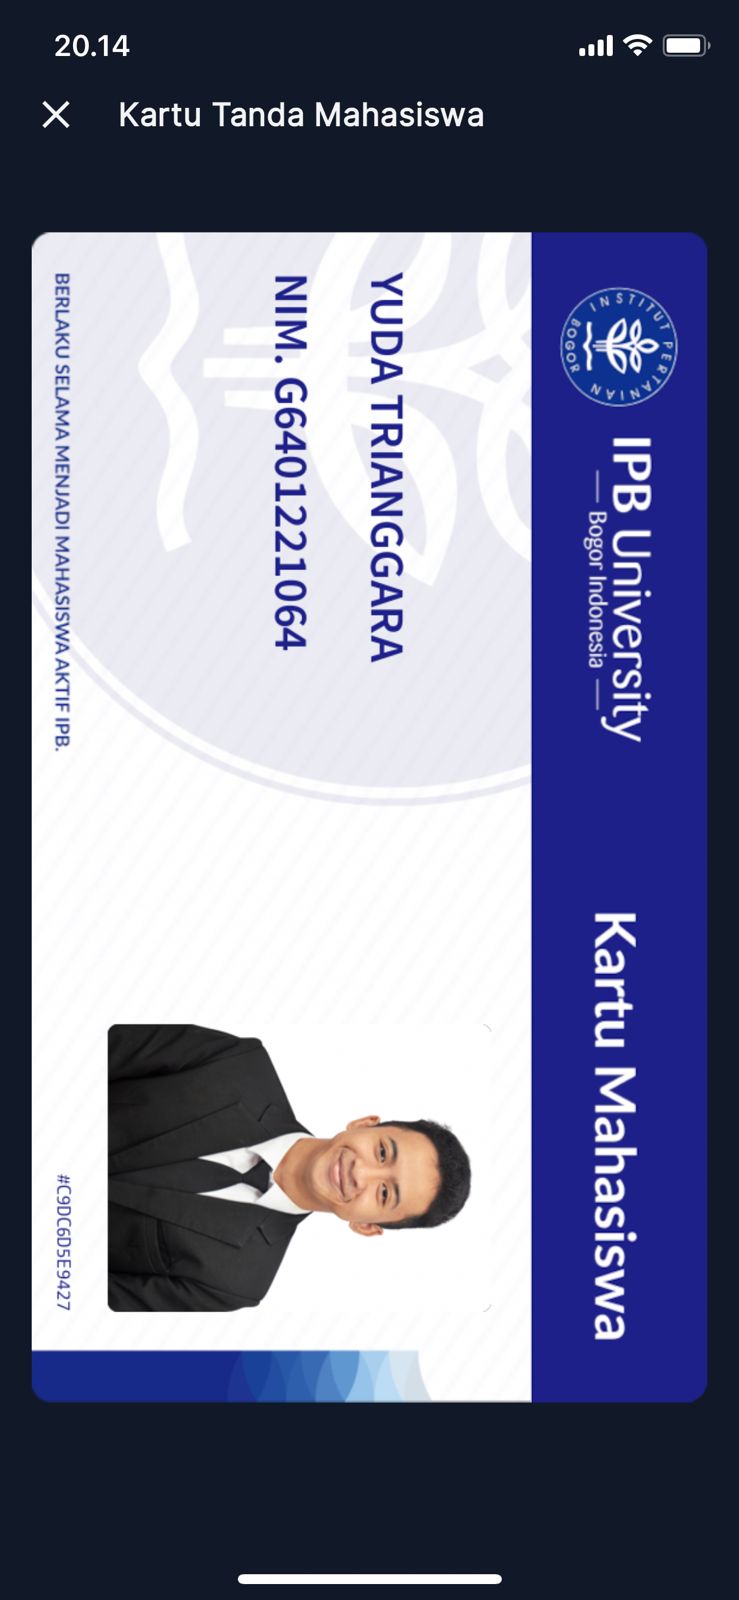 20.14
Kartu Tanda Mahasiswa
INSTITUT PERTANIAN BOGOR
IPB University
Bogor Indonesia
Kartu Mahasiswa
YUDA TRIANGGARA
NIM. G6401221064
BERLAKU SELAMA MENJADI MAHASISWA AKTIF IPB.
#C9DC6D5E9427